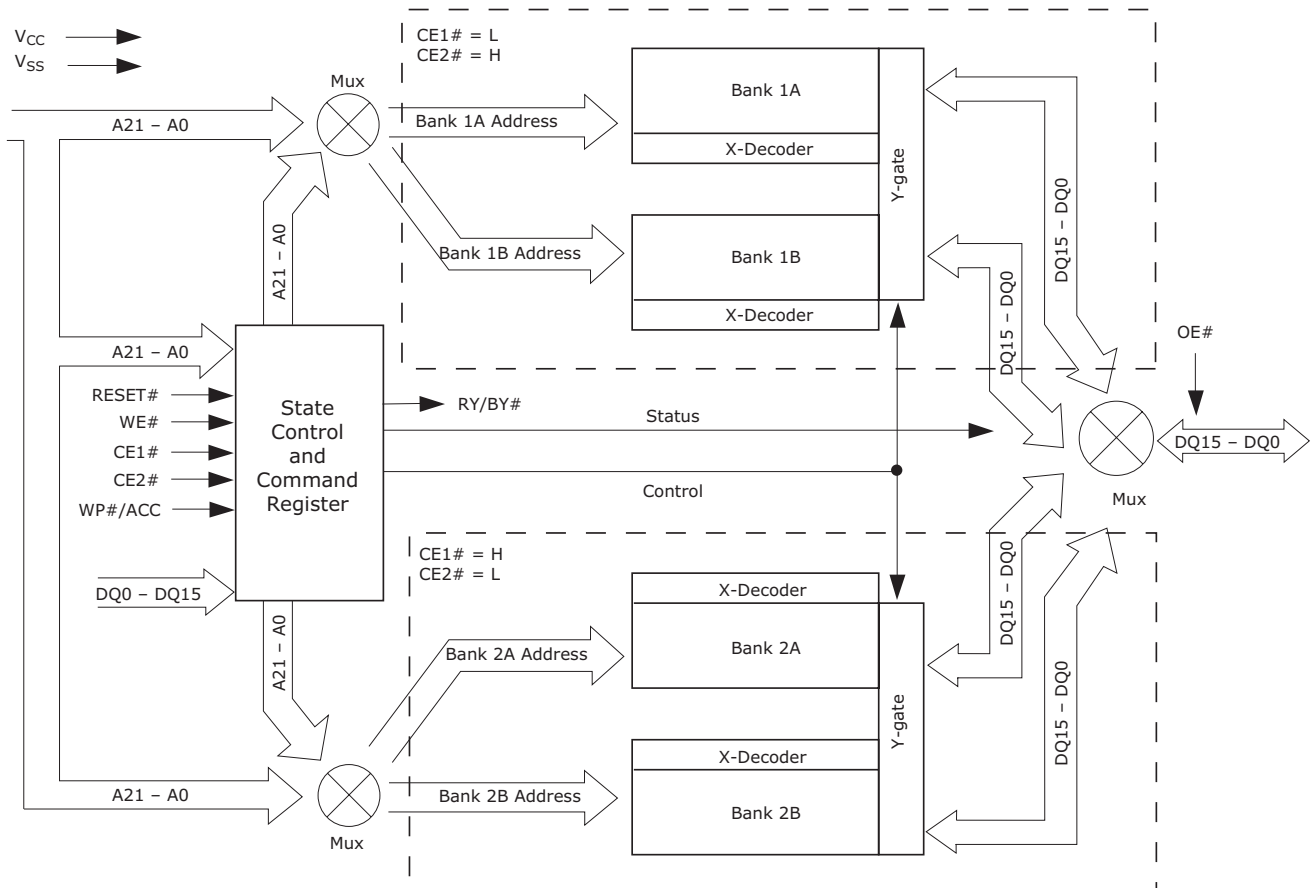 VCC
VSS
CE1# = L
CE2# = H
Mux
A21 – A0
Bank 1A Address
Bank 1A
X-Decoder
Y-gate
DQ15 – DQ0
A21 – A0
Bank 1B Address
Bank 1B
X-Decoder
DQ15 – DQ0
A21 – A0
OE#
RESET#
WE#
CE1#
CE2#
WP#/ACC
State
Control
and
Command
Register
RY/BY#
Status
Control
DQ15 – DQ0
Mux
DQ0 – DQ15
CE1# = H
CE2# = L
A21 – A0
Bank 2A Address
X-Decoder
Bank 2A
Y-gate
DQ15 – DQ0
DQ15 – DQ0
A21 – A0
Mux
Bank 2B Address
X-Decoder
Bank 2B